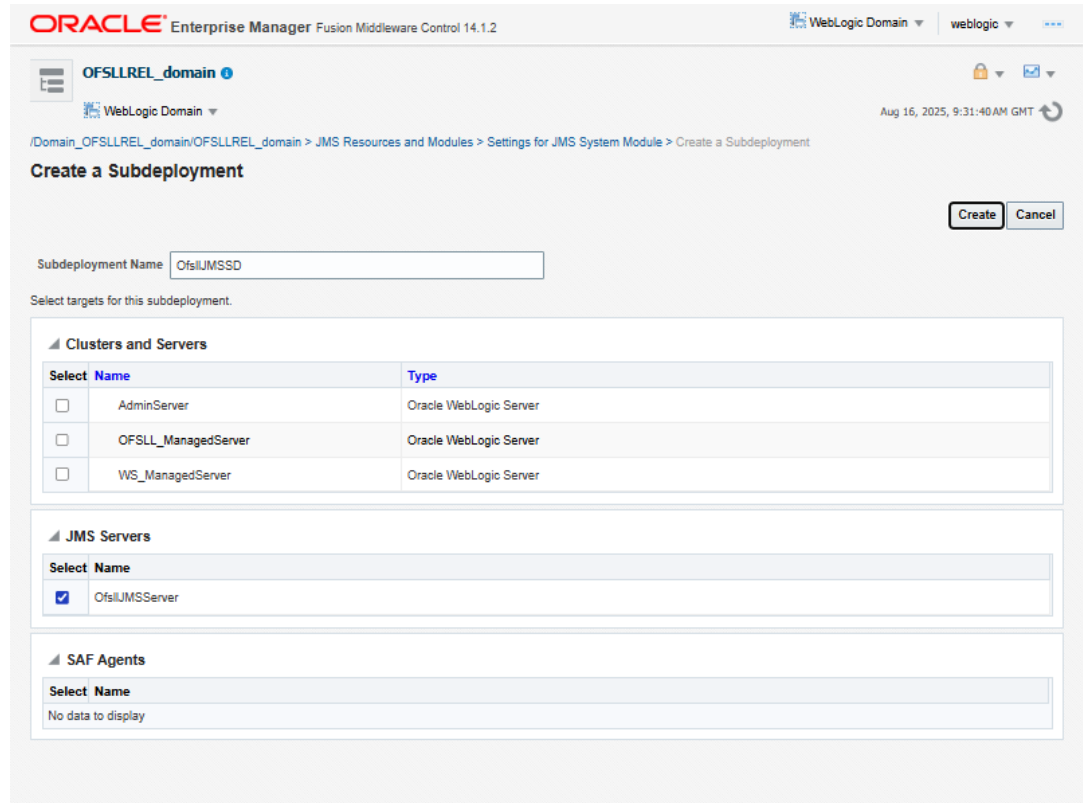 ORACLE Enterprise Manager Fusion Middleware Control 14.1.2
WebLogic Domain weblogic
OFSLLREL_domain
WebLogic Domain
Aug 16, 2025, 9:31:40 AM GMT
/Domain_OFSLLREL_domain/OFSLLREL_domain > JMS Resources and Modules > Settings for JMS System Module > Create a Subdeployment
Create a Subdeployment
Create Cancel
Subdeployment Name OfsllJMSSD
Select targets for this subdeployment.
Clusters and Servers
Select Name Type
AdminServer Oracle WebLogic Server
OFSLL_ManagedServer Oracle WebLogic Server
WS_ManagedServer Oracle WebLogic Server
JMS Servers
Select Name
OfsllJMSServer
SAF Agents
Select Name
No data to display